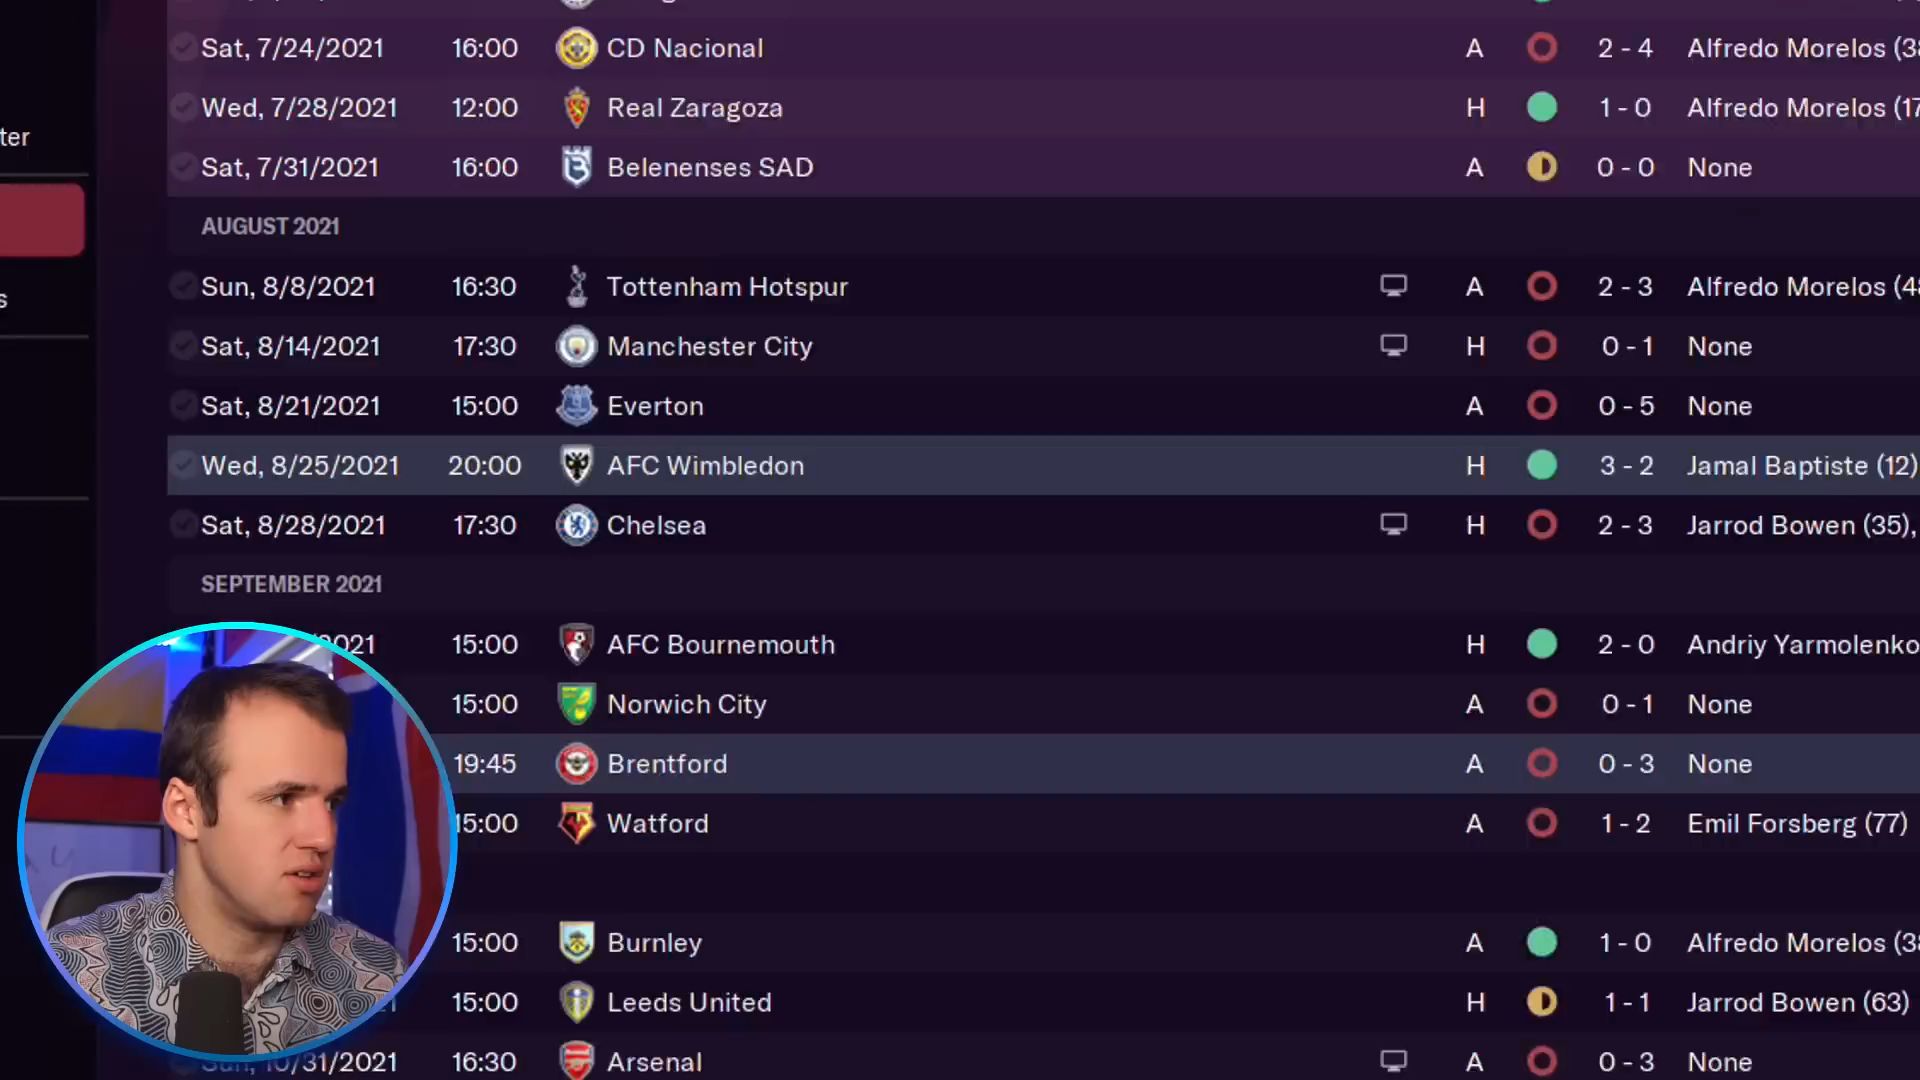 Sat, 7/24/2021 16:00 CD Nacional A 2 - 4 Alfredo Morelos (38
ter
Wed, 7/28/2021 12:00 Real Zaragoza H 1 - 0 Alfredo Morelos (17
Sat, 7/31/2021 16:00 Belenenses SAD A 0 - 0 None
AUGUST 2021
s
Sun, 8/8/2021 16:30 Tottenham Hotspur A 2 - 3 Alfredo Morelos (48
Sat, 8/14/2021 17:30 Manchester City H 0 - 1 None
Sat, 8/21/2021 15:00 Everton A 0 - 5 None
Wed, 8/25/2021 20:00 AFC Wimbledon H 3 - 2 Jamal Baptiste (12)
Sat, 8/28/2021 17:30 Chelsea H 2 - 3 Jarrod Bowen (35),
SEPTEMBER 2021
021 15:00 AFC Bournemouth H 2 - 0 Andriy Yarmolenko
15:00 Norwich City A 0 - 1 None
19:45 Brentford A 0 - 3 None
15:00 Watford A 1 - 2 Emil Forsberg (77)
15:00 Burnley A 1 - 0 Alfredo Morelos (38
15:00 Leeds United H 1 - 1 Jarrod Bowen (63)
Sun, 10/31/2021 16:30 Arsenal A 0 - 3 None